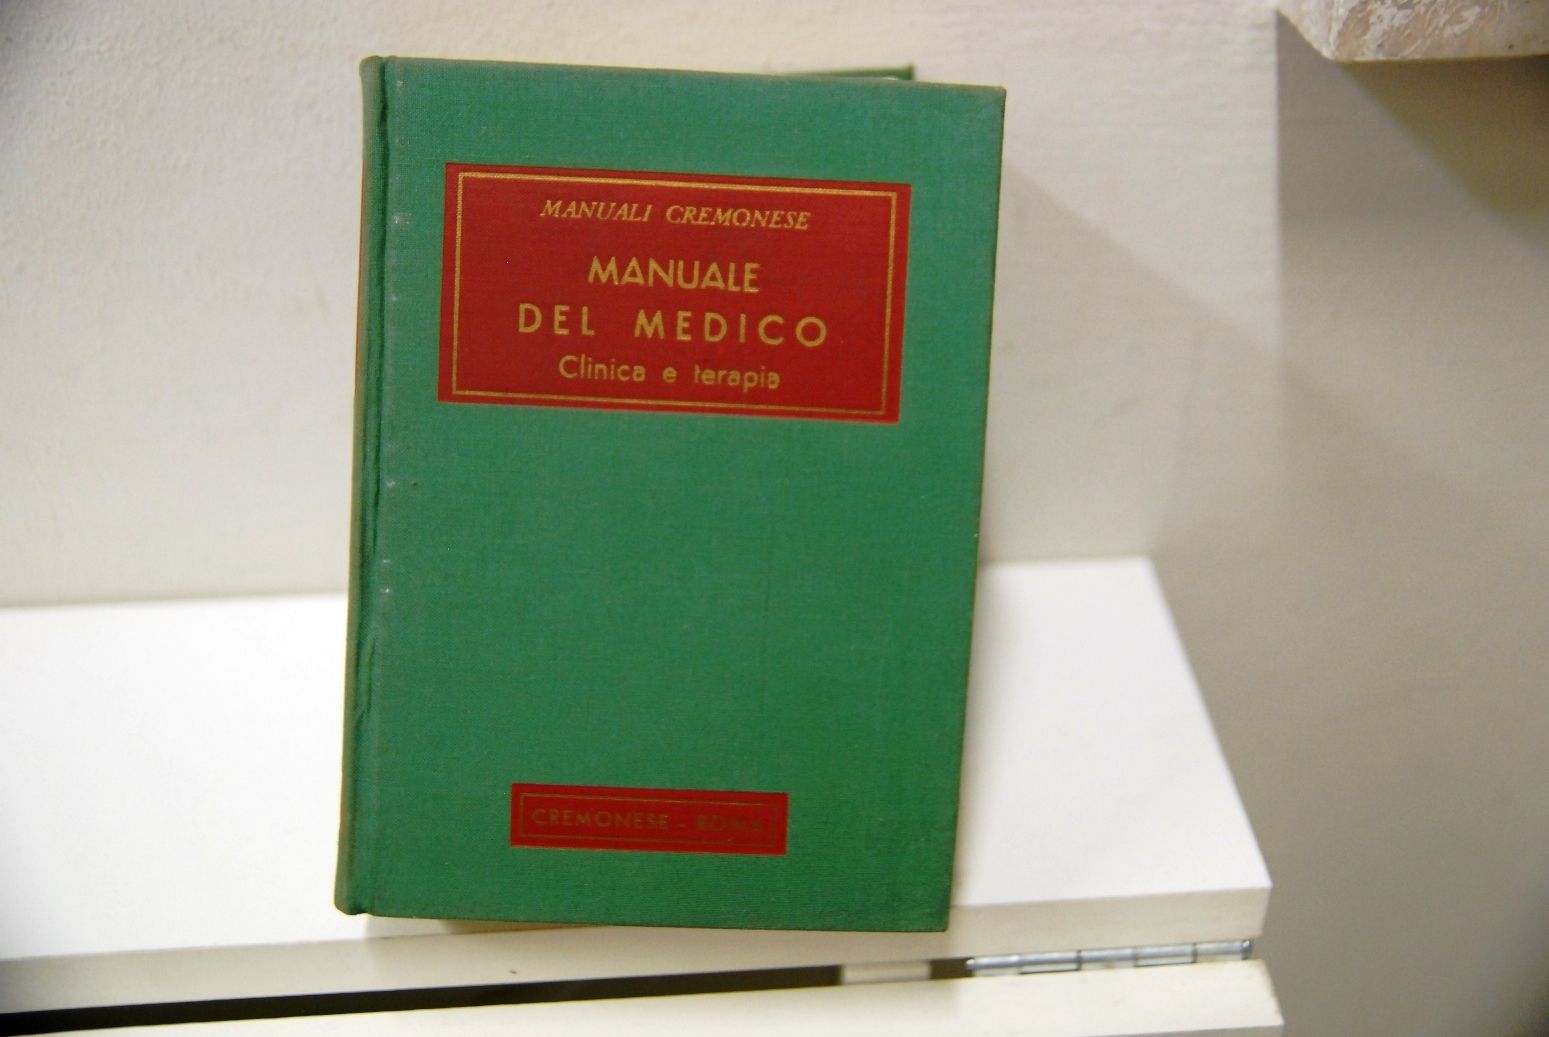 MANUALI CREMONESE
MANUALE
DEL MEDICO
Clinica e terapia
CREMONESE - ROMA